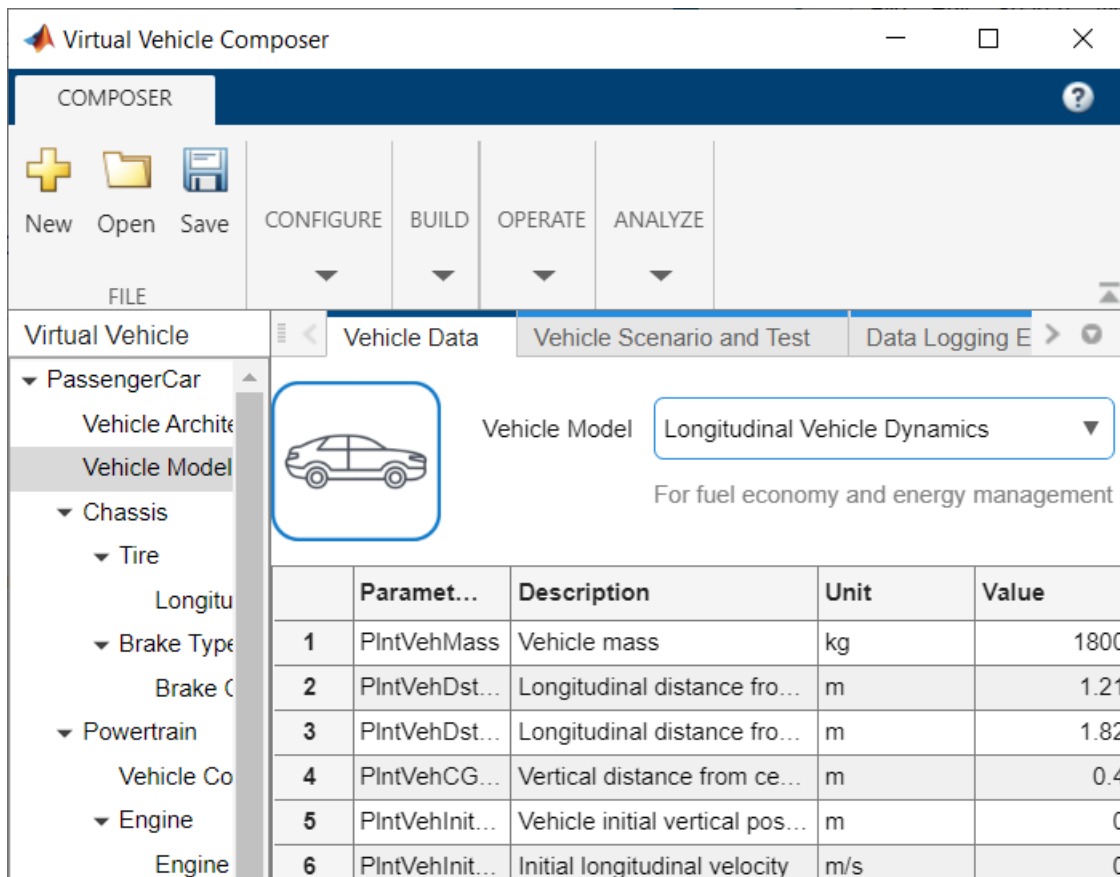 Virtual Vehicle Composer
COMPOSER
New Open Save
CONFIGURE BUILD OPERATE ANALYZE
FILE
Virtual Vehicle
PassengerCar
Vehicle Archite
Vehicle Model
Chassis
Tire
Longitu
Brake Type
Brake C
Powertrain
Vehicle Co
Engine
Engine
Vehicle Data Vehicle Scenario and Test Data Logging E
Vehicle Model Longitudinal Vehicle Dynamics
For fuel economy and energy management
Paramet... Description Unit Value
1 PlntVehMass Vehicle mass kg 1800
2 PlntVehDst... Longitudinal distance fro... m 1.21
3 PlntVehDst... Longitudinal distance fro... m 1.82
4 PlntVehCG... Vertical distance from ce... m 0.4
5 PlntVehInit... Vehicle initial vertical pos... m 0
6 PlntVehInit... Initial longitudinal velocity m/s 0